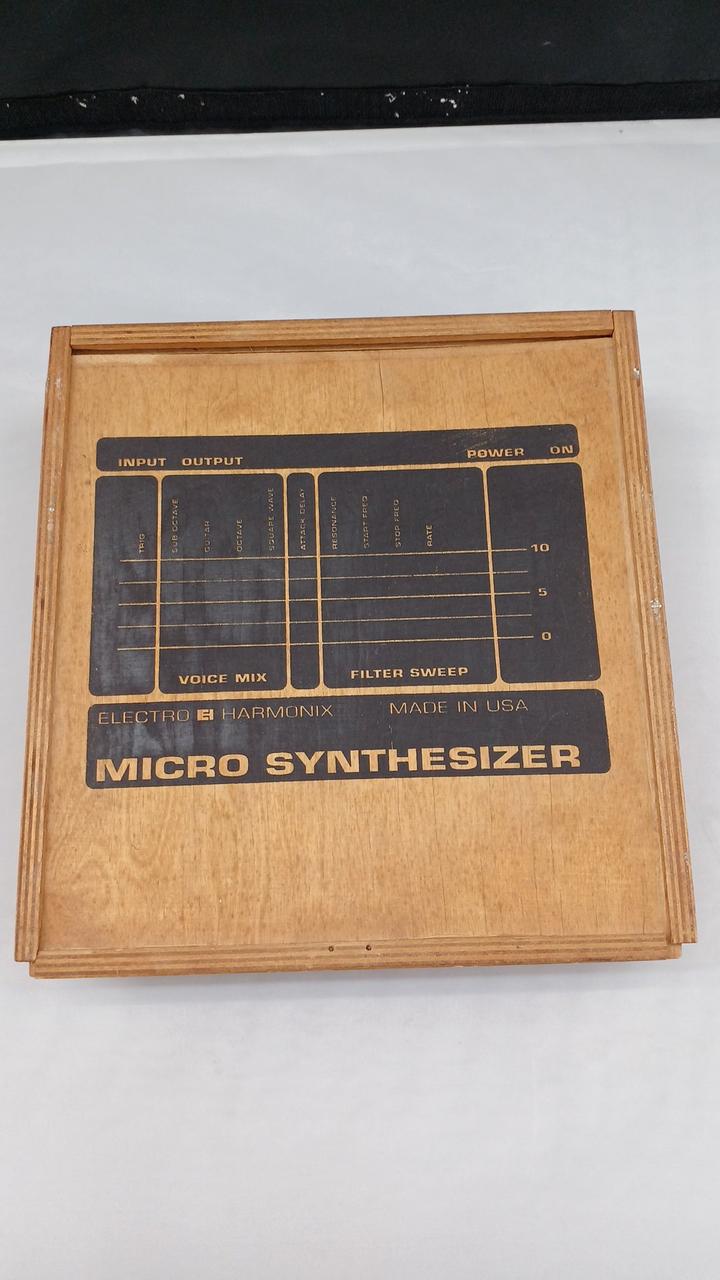 INPUT OUTPUT POWER ON
TRIG
SUB OCTAVE
GUITAR
OCTAVE
SQUARE WAVE
ATTACK DELAY
RESONANCE
START FREQ
STOP FREQ
RATE
10
5
0
VOICE MIX
FILTER SWEEP
ELECTRO EH HARMONIX MADE IN USA
MICRO SYNTHESIZER